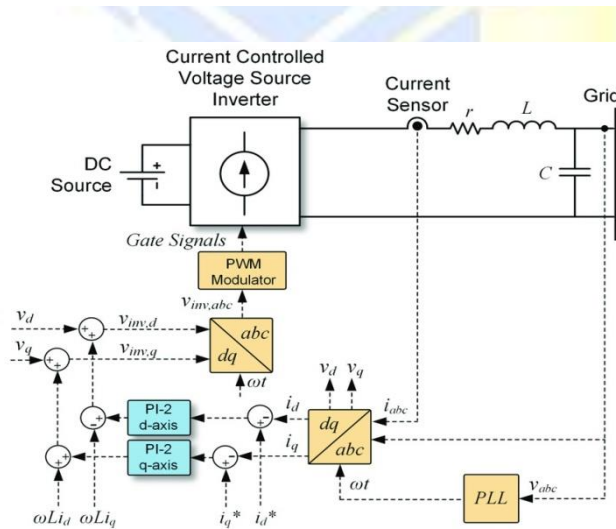 Current Controlled
Voltage Source
Inverter
Current
Sensor
r
L
Grid
DC
Source
+
-
C
Gate Signals
PWM
Modulator
v_d
v_inv,d
v_inv,abc
abc
dq
v_q
v_inv,q
ωt
v_d
v_q
PI-2
d-axis
i_d
dq
abc
i_abc
PI-2
q-axis
i_q
ωt
PLL
v_abc
ωLi_d
ωLi_q
i_q*
i_d*